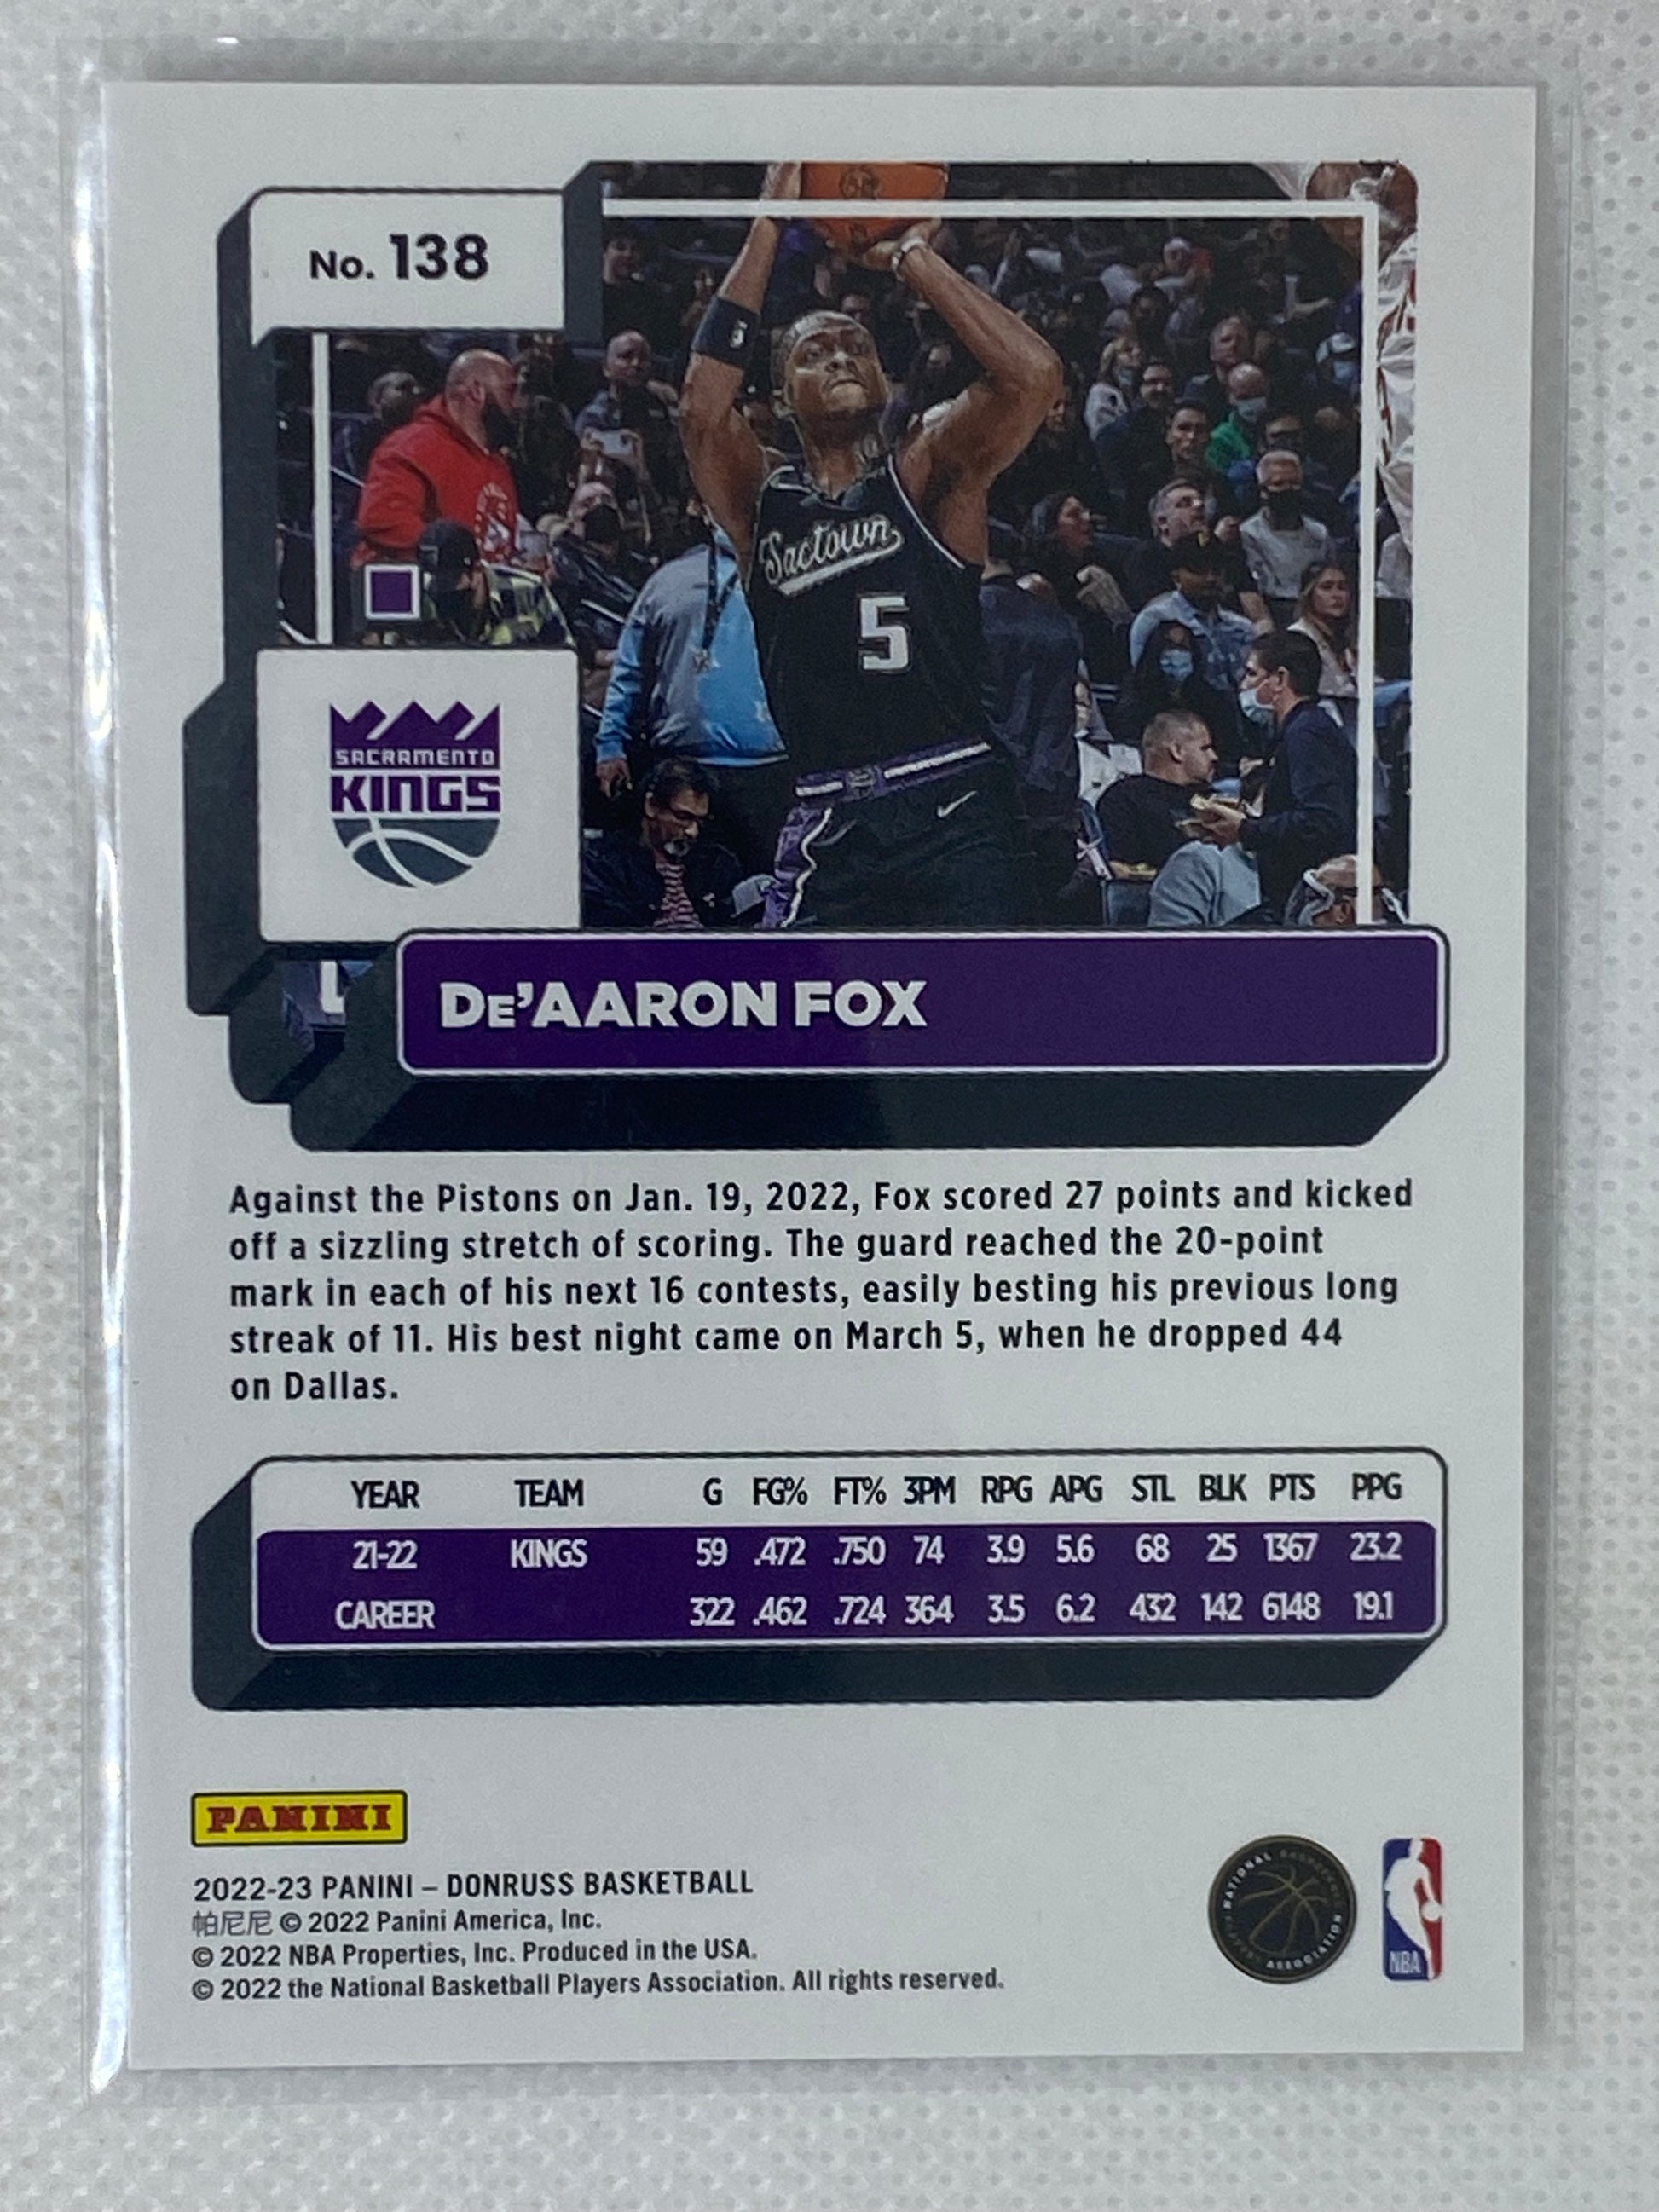 No. 138
Sactown
5
SACRAMENTO
KINGS
De'AARON FOX
Against the Pistons on Jan. 19, 2022, Fox scored 27 points and kicked
off a sizzling stretch of scoring. The guard reached the 20-point
mark in each of his next 16 contests, easily besting his previous long
streak of 11. His best night came on March 5, when he dropped 44
on Dallas.
YEAR TEAM G FG% FT% 3PM RPG APG STL BLK PTS PPG
21-22 KINGS 59 .472 .750 74 3.9 5.6 68 25 1367 23.2
CAREER 322 .462 .724 364 3.5 6.2 432 142 6148 19.1
PANINI
2022-23 PANINI – DONRUSS BASKETBALL
帕尼尼 © 2022 Panini America, Inc.
© 2022 NBA Properties, Inc. Produced in the USA.
© 2022 the National Basketball Players Association. All rights reserved.
NATIONAL BASKETBALL PLAYERS ASSOCIATION
NBA